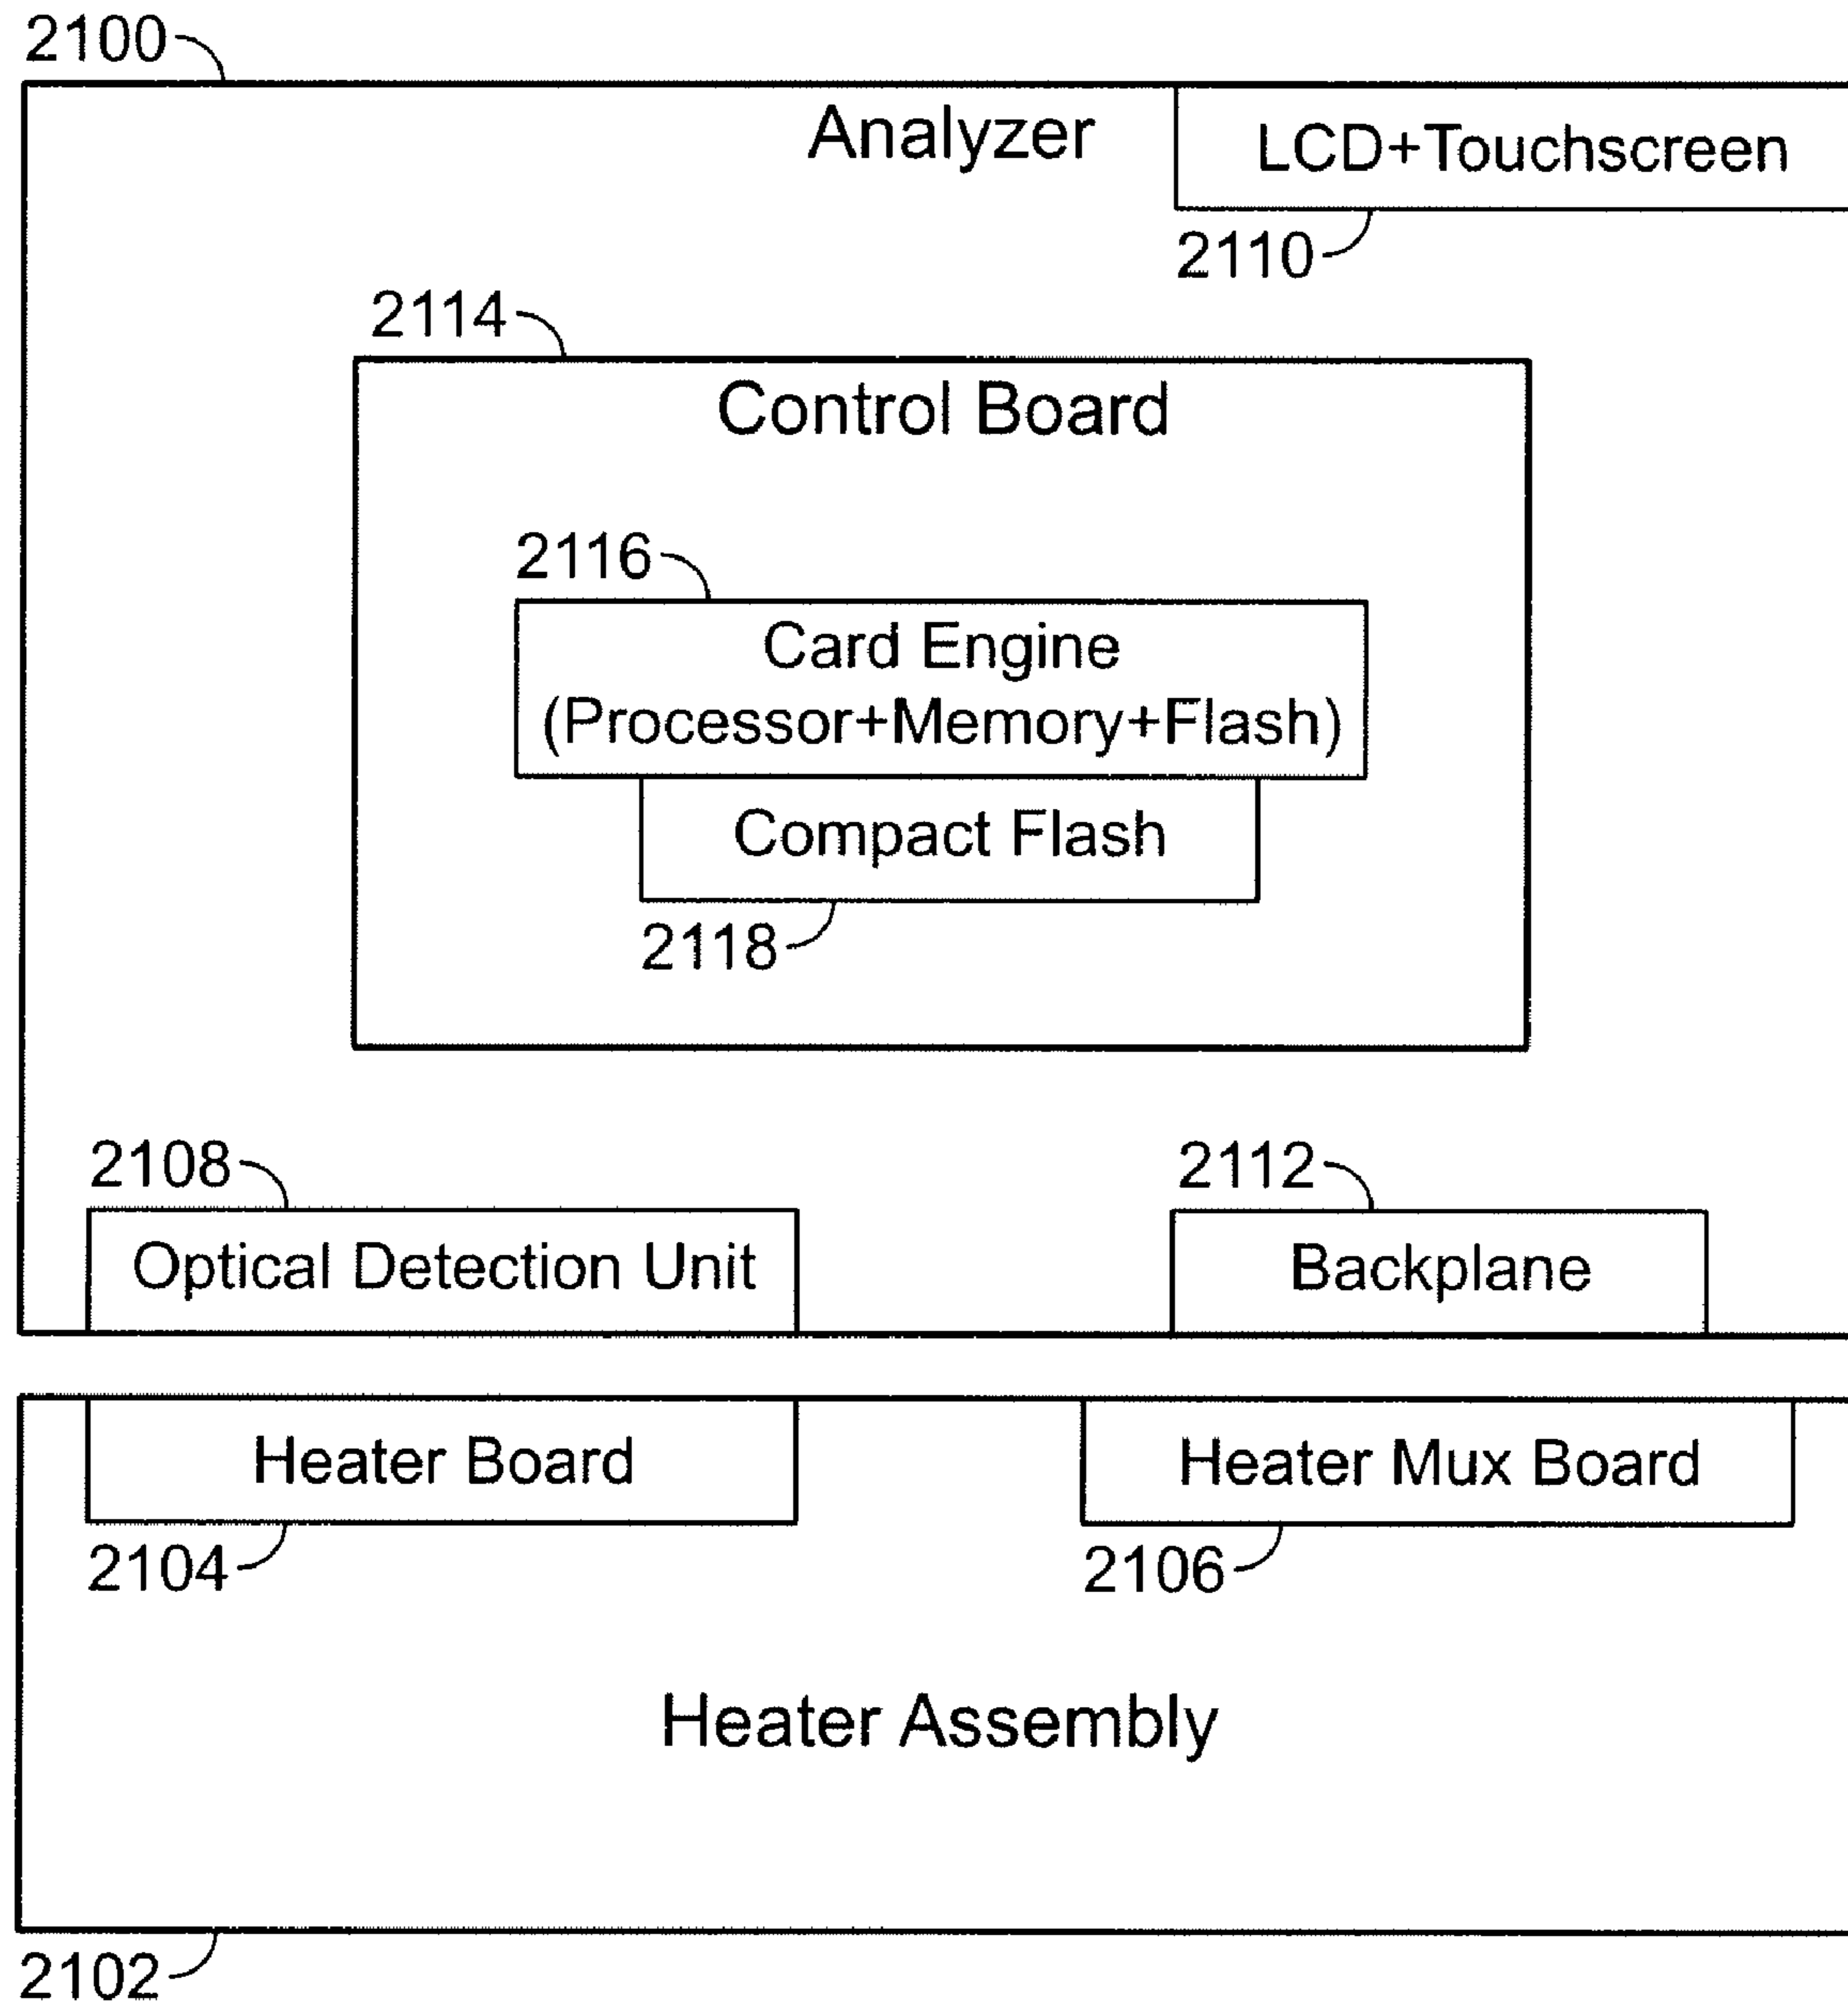 2100
Analyzer
LCD+Touchscreen
2110
2114
Control Board
2116
Card Engine
(Processor+Memory+Flash)
Compact Flash
2118
2108
2112
Optical Detection Unit
Backplane
Heater Board
Heater Mux Board
2104
2106
Heater Assembly
2102